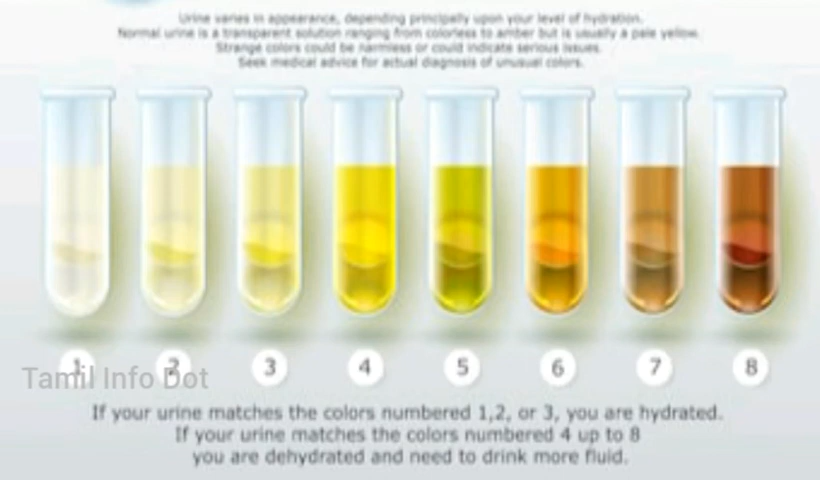 Urine varies in appearance, depending principally upon your level of hydration.
Normal urine is a transparent solution ranging from colorless to amber but is usually a pale yellow.
Strange colors could be harmless or could indicate serious issues.
Seek medical advice for actual diagnosis of unusual colors.
1 2 3 4 5 6 7 8
Tamil Info Dot
If your urine matches the colors numbered 1,2, or 3, you are hydrated.
If your urine matches the colors numbered 4 up to 8
you are dehydrated and need to drink more fluid.